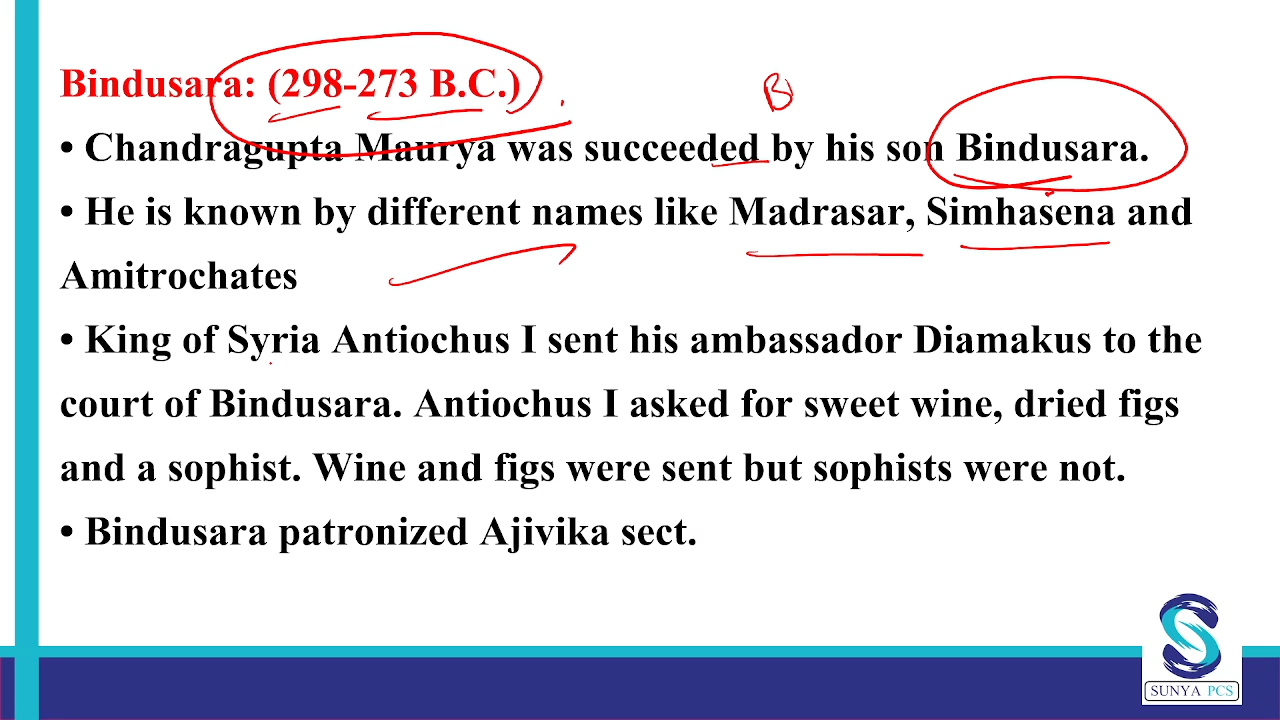 Bindusara: (298-273 B.C.)
B
• Chandragupta Maurya was succeeded by his son Bindusara.
• He is known by different names like Madrasar, Simhasena and
Amitrochates
• King of Syria Antiochus I sent his ambassador Diamakus to the
court of Bindusara. Antiochus I asked for sweet wine, dried figs
and a sophist. Wine and figs were sent but sophists were not.
• Bindusara patronized Ajivika sect.
SUNYA PCS